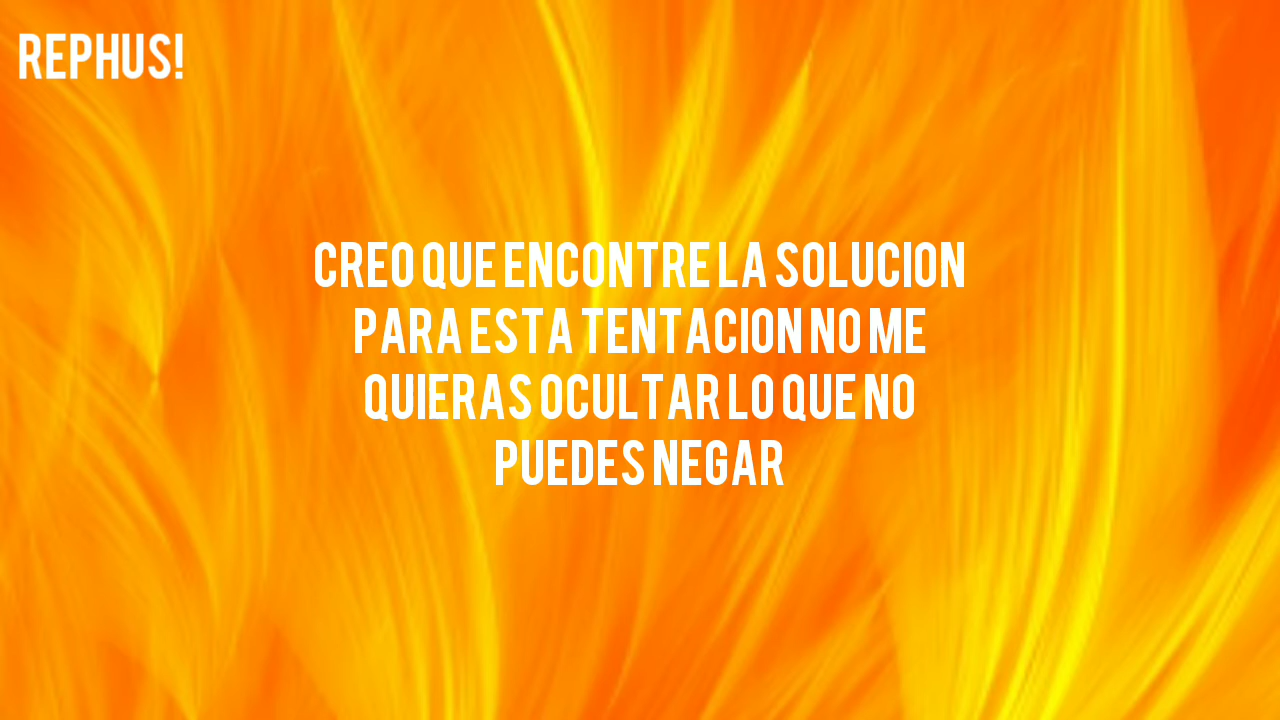 REPHUS!
CREO QUE ENCONTRE LA SOLUCION
PARA ESTA TENTACION NO ME
QUIERAS OCULTAR LO QUE NO
PUEDES NEGAR